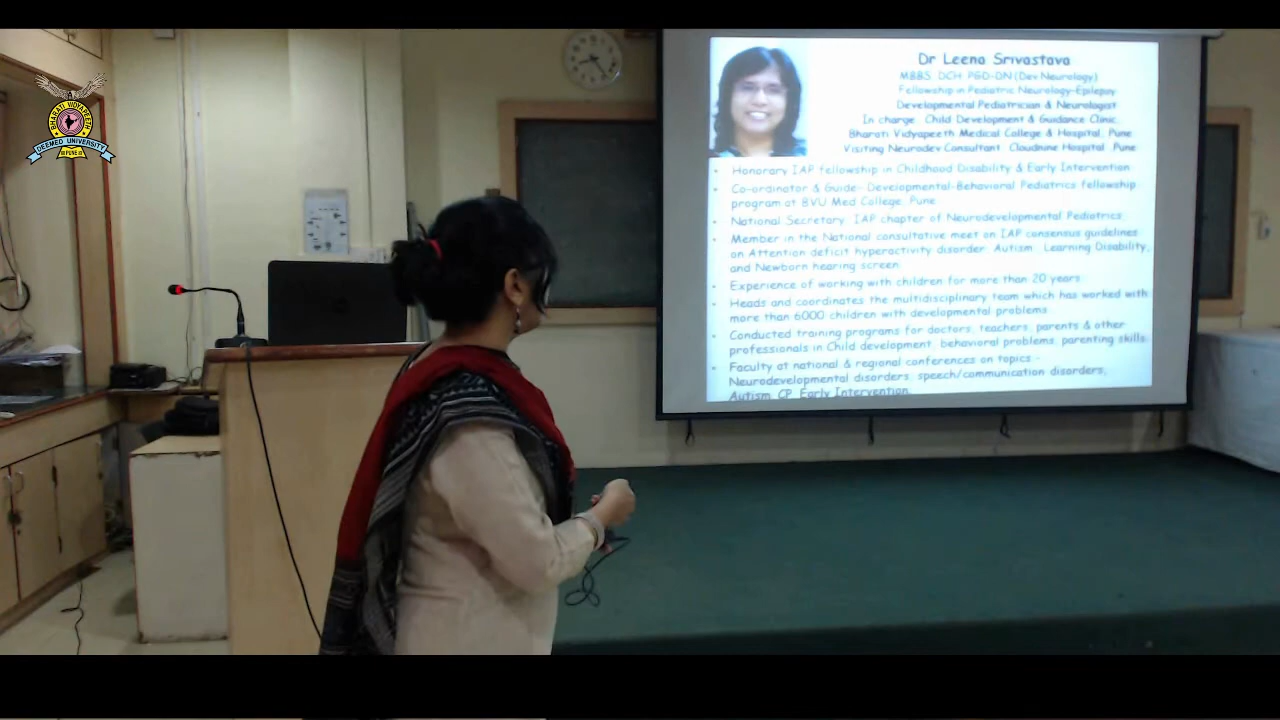 BHARATI VIDYAPEETH
DEEMED UNIVERSITY
Dr Leena Srivastava
MBBS, DCH, PGD-DN (Dev Neurology)
Fellowship in Pediatric Neurology-Epilepsy
Developmental Pediatrician & Neurologist
In charge, Child Development & Guidance Clinic,
Bharati Vidyapeeth Medical College & Hospital, Pune
Visiting Neurodev Consultant, Cloudnine Hospital, Pune
• Honorary IAP fellowship in Childhood Disability & Early Intervention
• Co-ordinator & Guide- Developmental-Behavioral Pediatrics fellowship
program at BVU Med College, Pune
• National Secretary, IAP chapter of Neurodevelopmental Pediatrics
• Member in the National consultative meet on IAP consensus guidelines
on Attention deficit hyperactivity disorder, Autism, Learning Disability,
and Newborn hearing screen.
• Experience of working with children for more than 20 years.
• Heads and coordinates the multidisciplinary team which has worked with
more than 6000 children with developmental problems
• Conducted training programs for doctors, teachers, parents & other
professionals in Child development, behavioral problems, parenting skills.
• Faculty at national & regional conferences on topics -
Neurodevelopmental disorders, speech/communication disorders,
Autism, CP, Early Intervention.